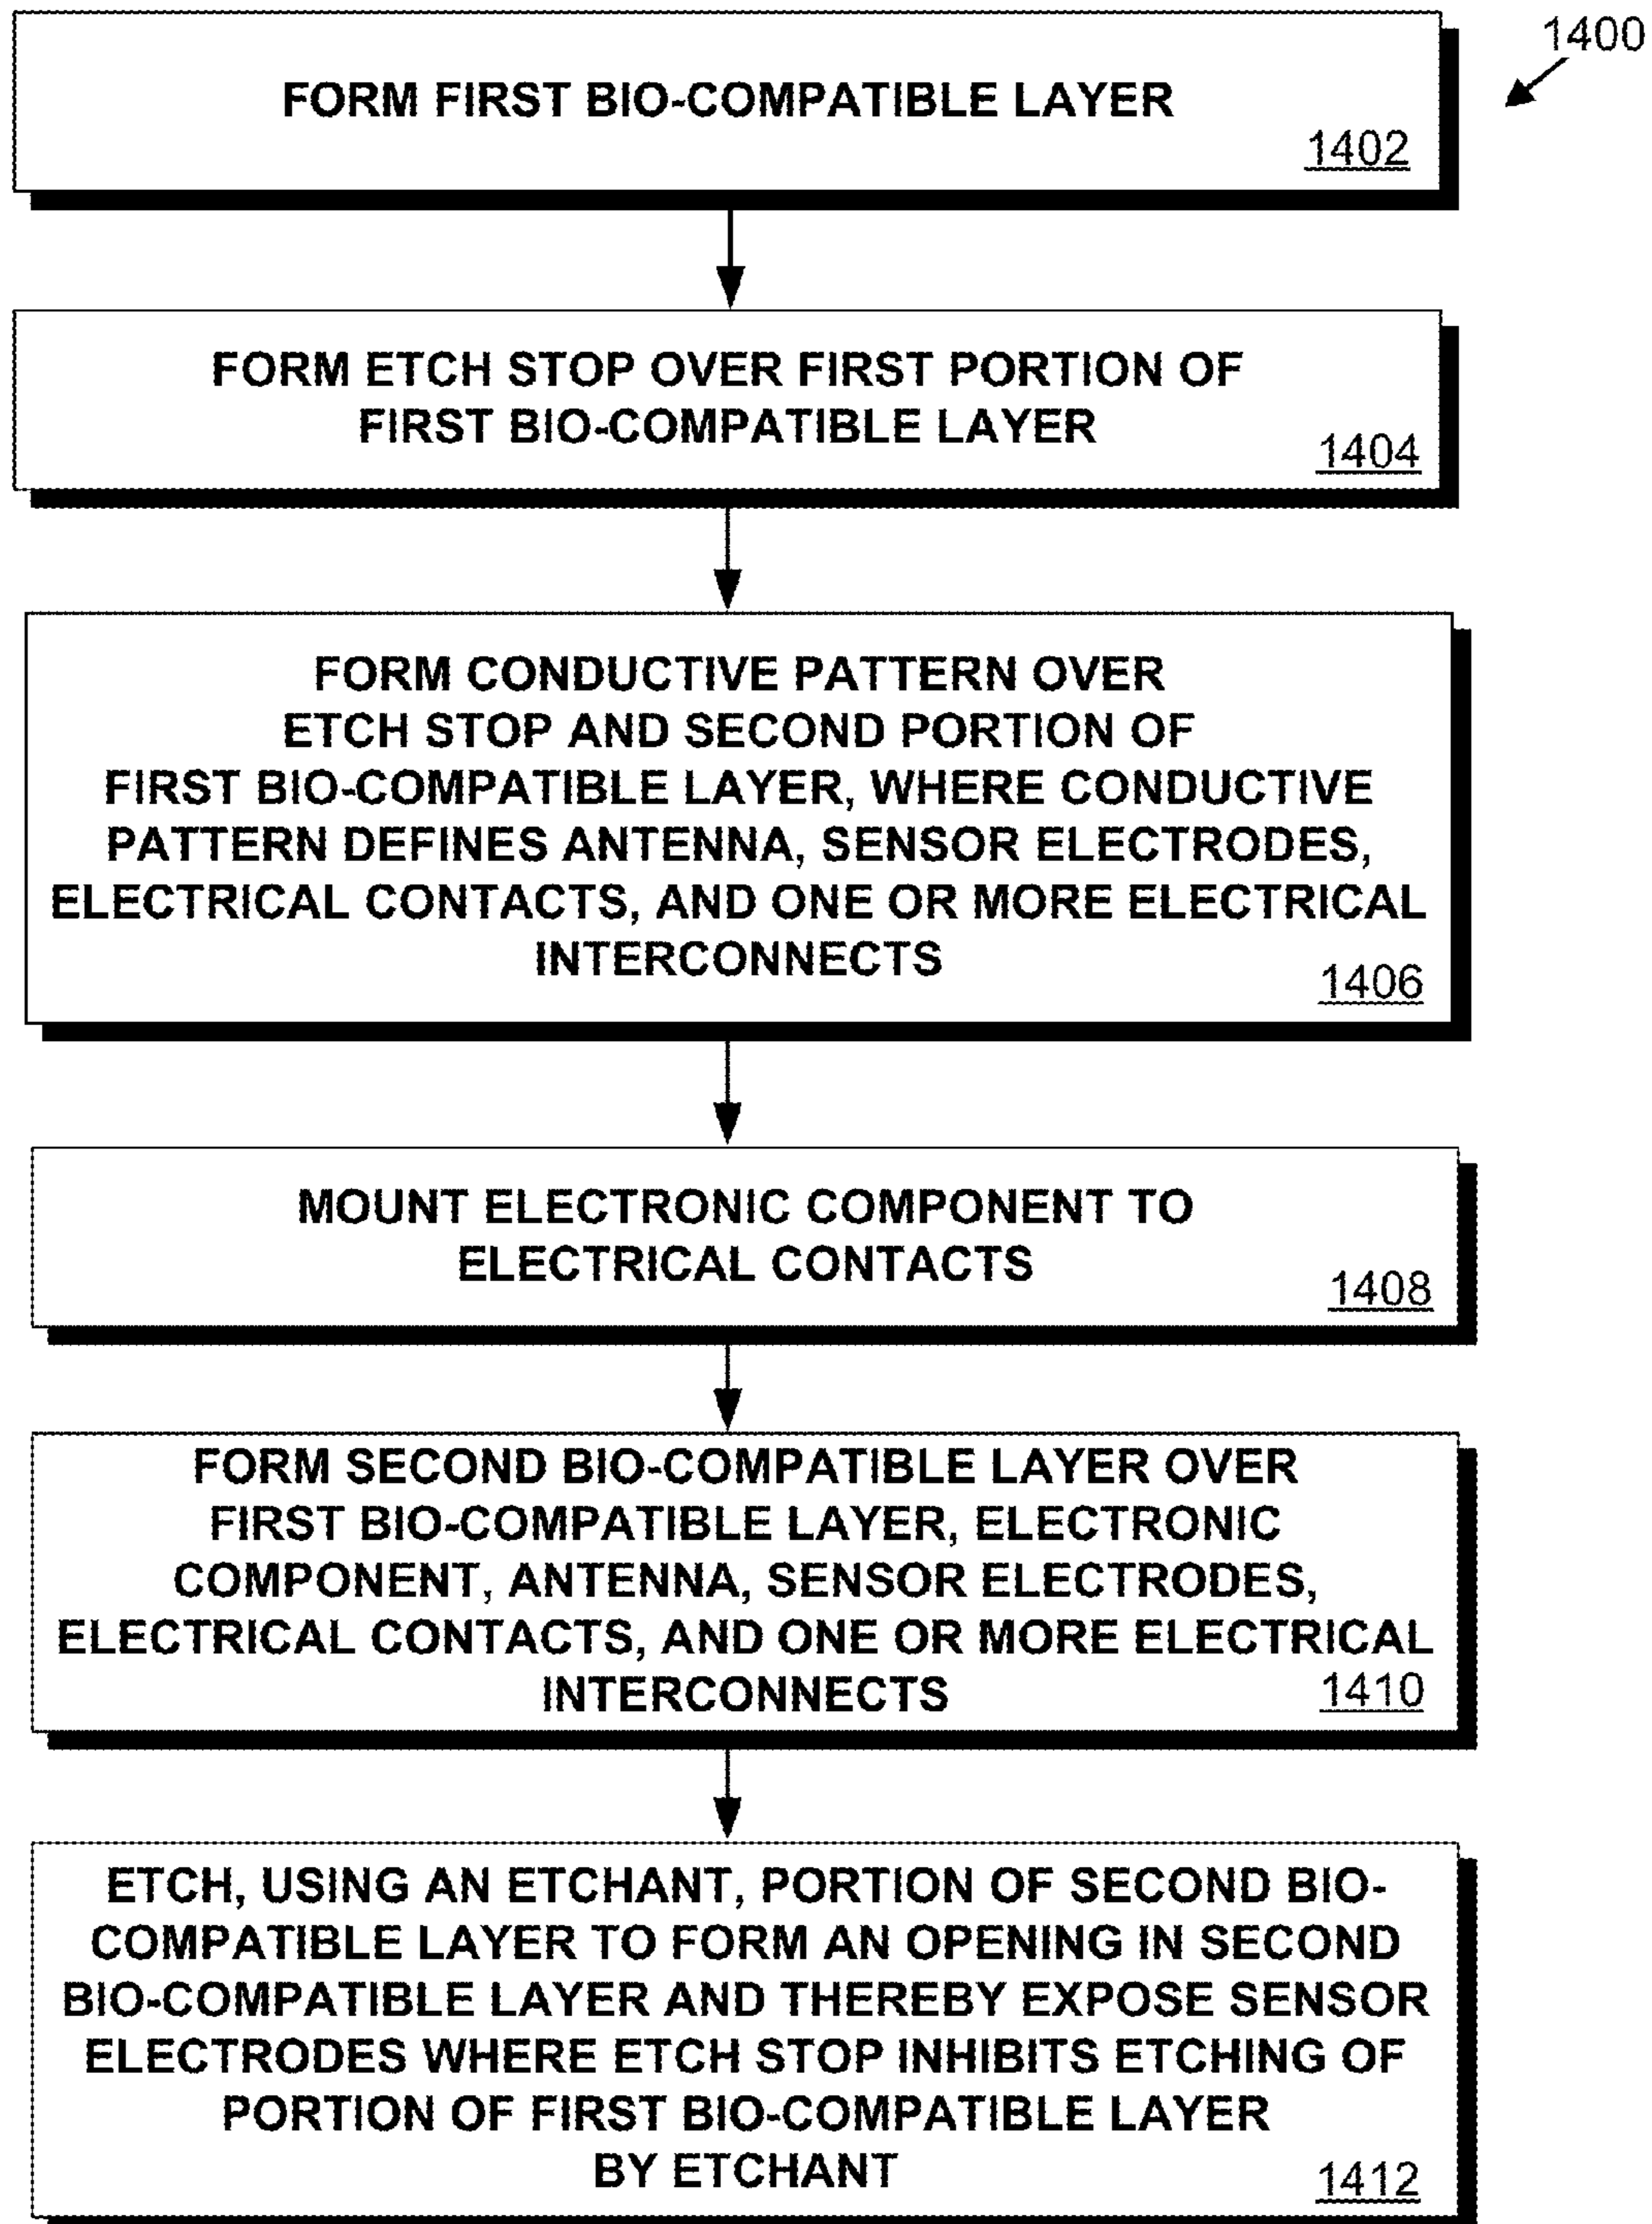 1400
FORM FIRST BIO-COMPATIBLE LAYER
1402
FORM ETCH STOP OVER FIRST PORTION OF
FIRST BIO-COMPATIBLE LAYER
1404
FORM CONDUCTIVE PATTERN OVER
ETCH STOP AND SECOND PORTION OF
FIRST BIO-COMPATIBLE LAYER, WHERE CONDUCTIVE
PATTERN DEFINES ANTENNA, SENSOR ELECTRODES,
ELECTRICAL CONTACTS, AND ONE OR MORE ELECTRICAL
INTERCONNECTS
1406
MOUNT ELECTRONIC COMPONENT TO
ELECTRICAL CONTACTS
1408
FORM SECOND BIO-COMPATIBLE LAYER OVER
FIRST BIO-COMPATIBLE LAYER, ELECTRONIC
COMPONENT, ANTENNA, SENSOR ELECTRODES,
ELECTRICAL CONTACTS, AND ONE OR MORE ELECTRICAL
INTERCONNECTS
1410
ETCH, USING AN ETCHANT, PORTION OF SECOND BIO-
COMPATIBLE LAYER TO FORM AN OPENING IN SECOND
BIO-COMPATIBLE LAYER AND THEREBY EXPOSE SENSOR
ELECTRODES WHERE ETCH STOP INHIBITS ETCHING OF
PORTION OF FIRST BIO-COMPATIBLE LAYER
BY ETCHANT
1412